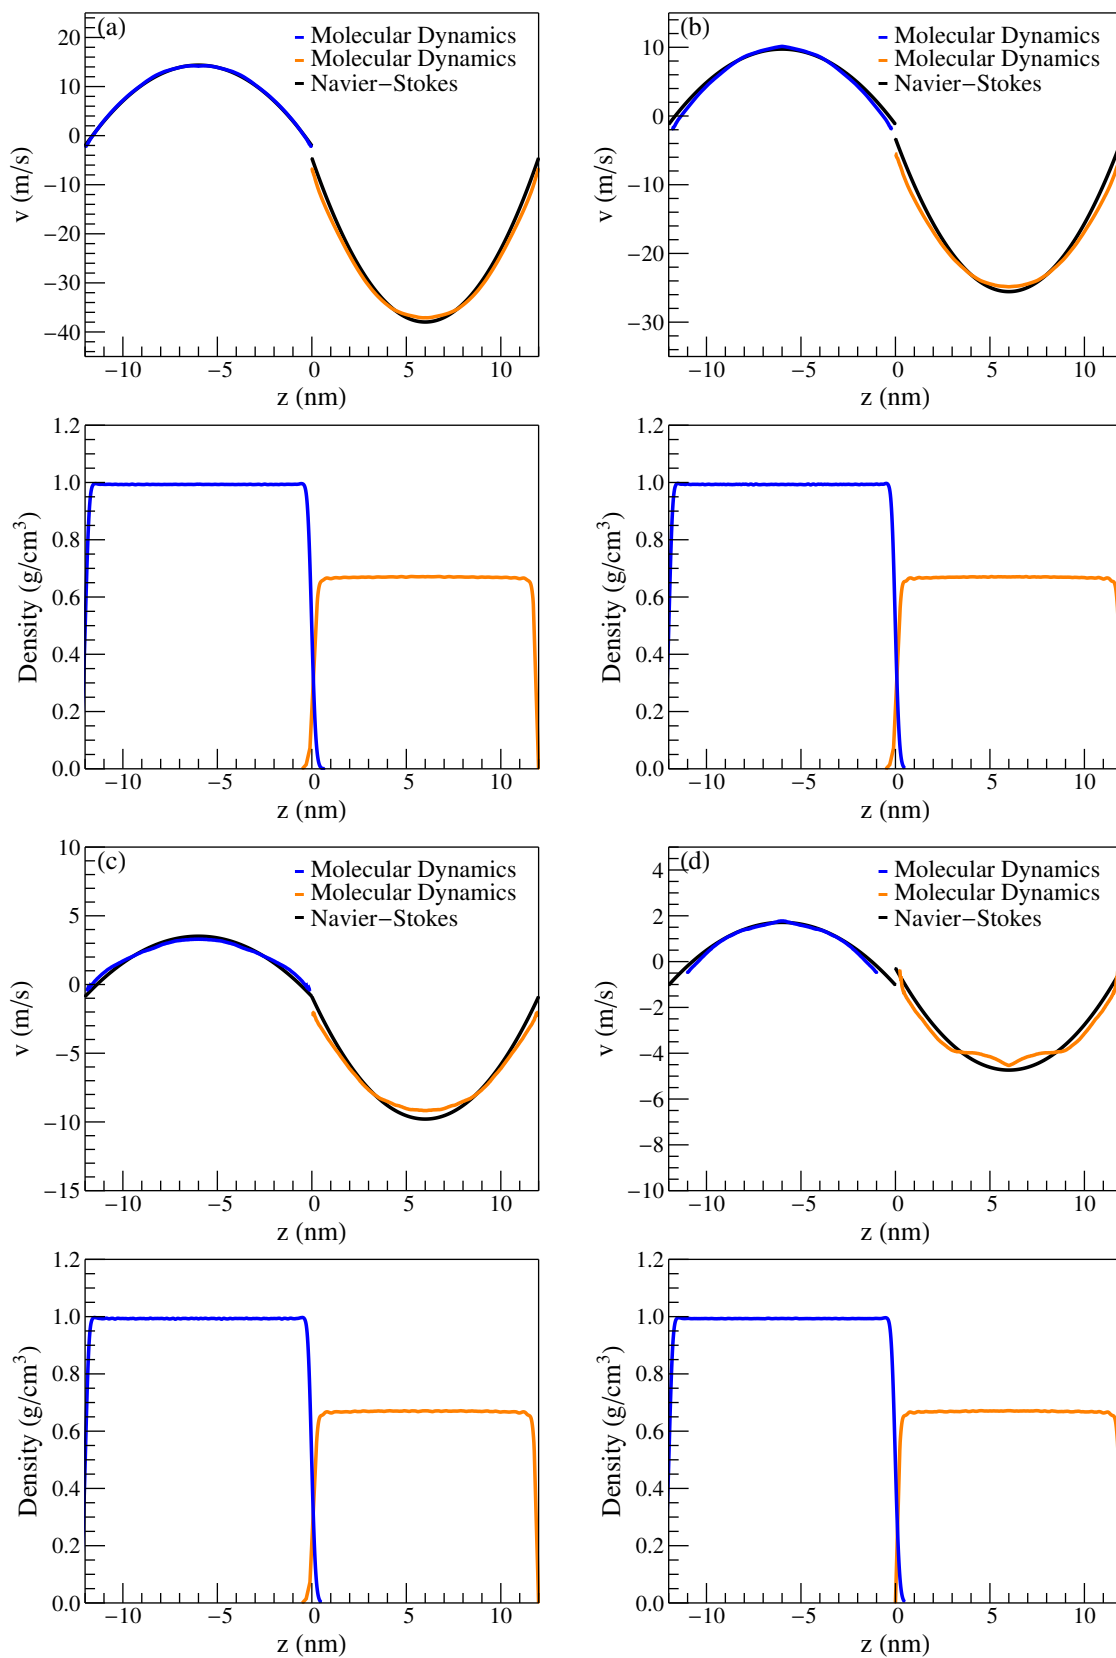 (a)
Molecular Dynamics
Molecular Dynamics
Navier−Stokes
20
10
0
−10
−20
−30
−40
v (m/s)
−10
−5
0
5
10
z (nm)
(b)
Molecular Dynamics
Molecular Dynamics
Navier−Stokes
10
0
−10
−20
−30
v (m/s)
−10
−5
0
5
10
z (nm)
1.2
1.0
0.8
0.6
0.4
0.2
0.0
Density (g/cm³)
−10
−5
0
5
10
z (nm)
1.2
1.0
0.8
0.6
0.4
0.2
0.0
Density (g/cm³)
−10
−5
0
5
10
z (nm)
(c)
Molecular Dynamics
Molecular Dynamics
Navier−Stokes
10
5
0
−5
−10
−15
v (m/s)
−10
−5
0
5
10
z (nm)
(d)
Molecular Dynamics
Molecular Dynamics
Navier−Stokes
4
2
0
−2
−4
−6
−8
−10
v (m/s)
−10
−5
0
5
10
z (nm)
1.2
1.0
0.8
0.6
0.4
0.2
0.0
Density (g/cm³)
−10
−5
0
5
10
z (nm)
1.2
1.0
0.8
0.6
0.4
0.2
0.0
Density (g/cm³)
−10
−5
0
5
10
z (nm)